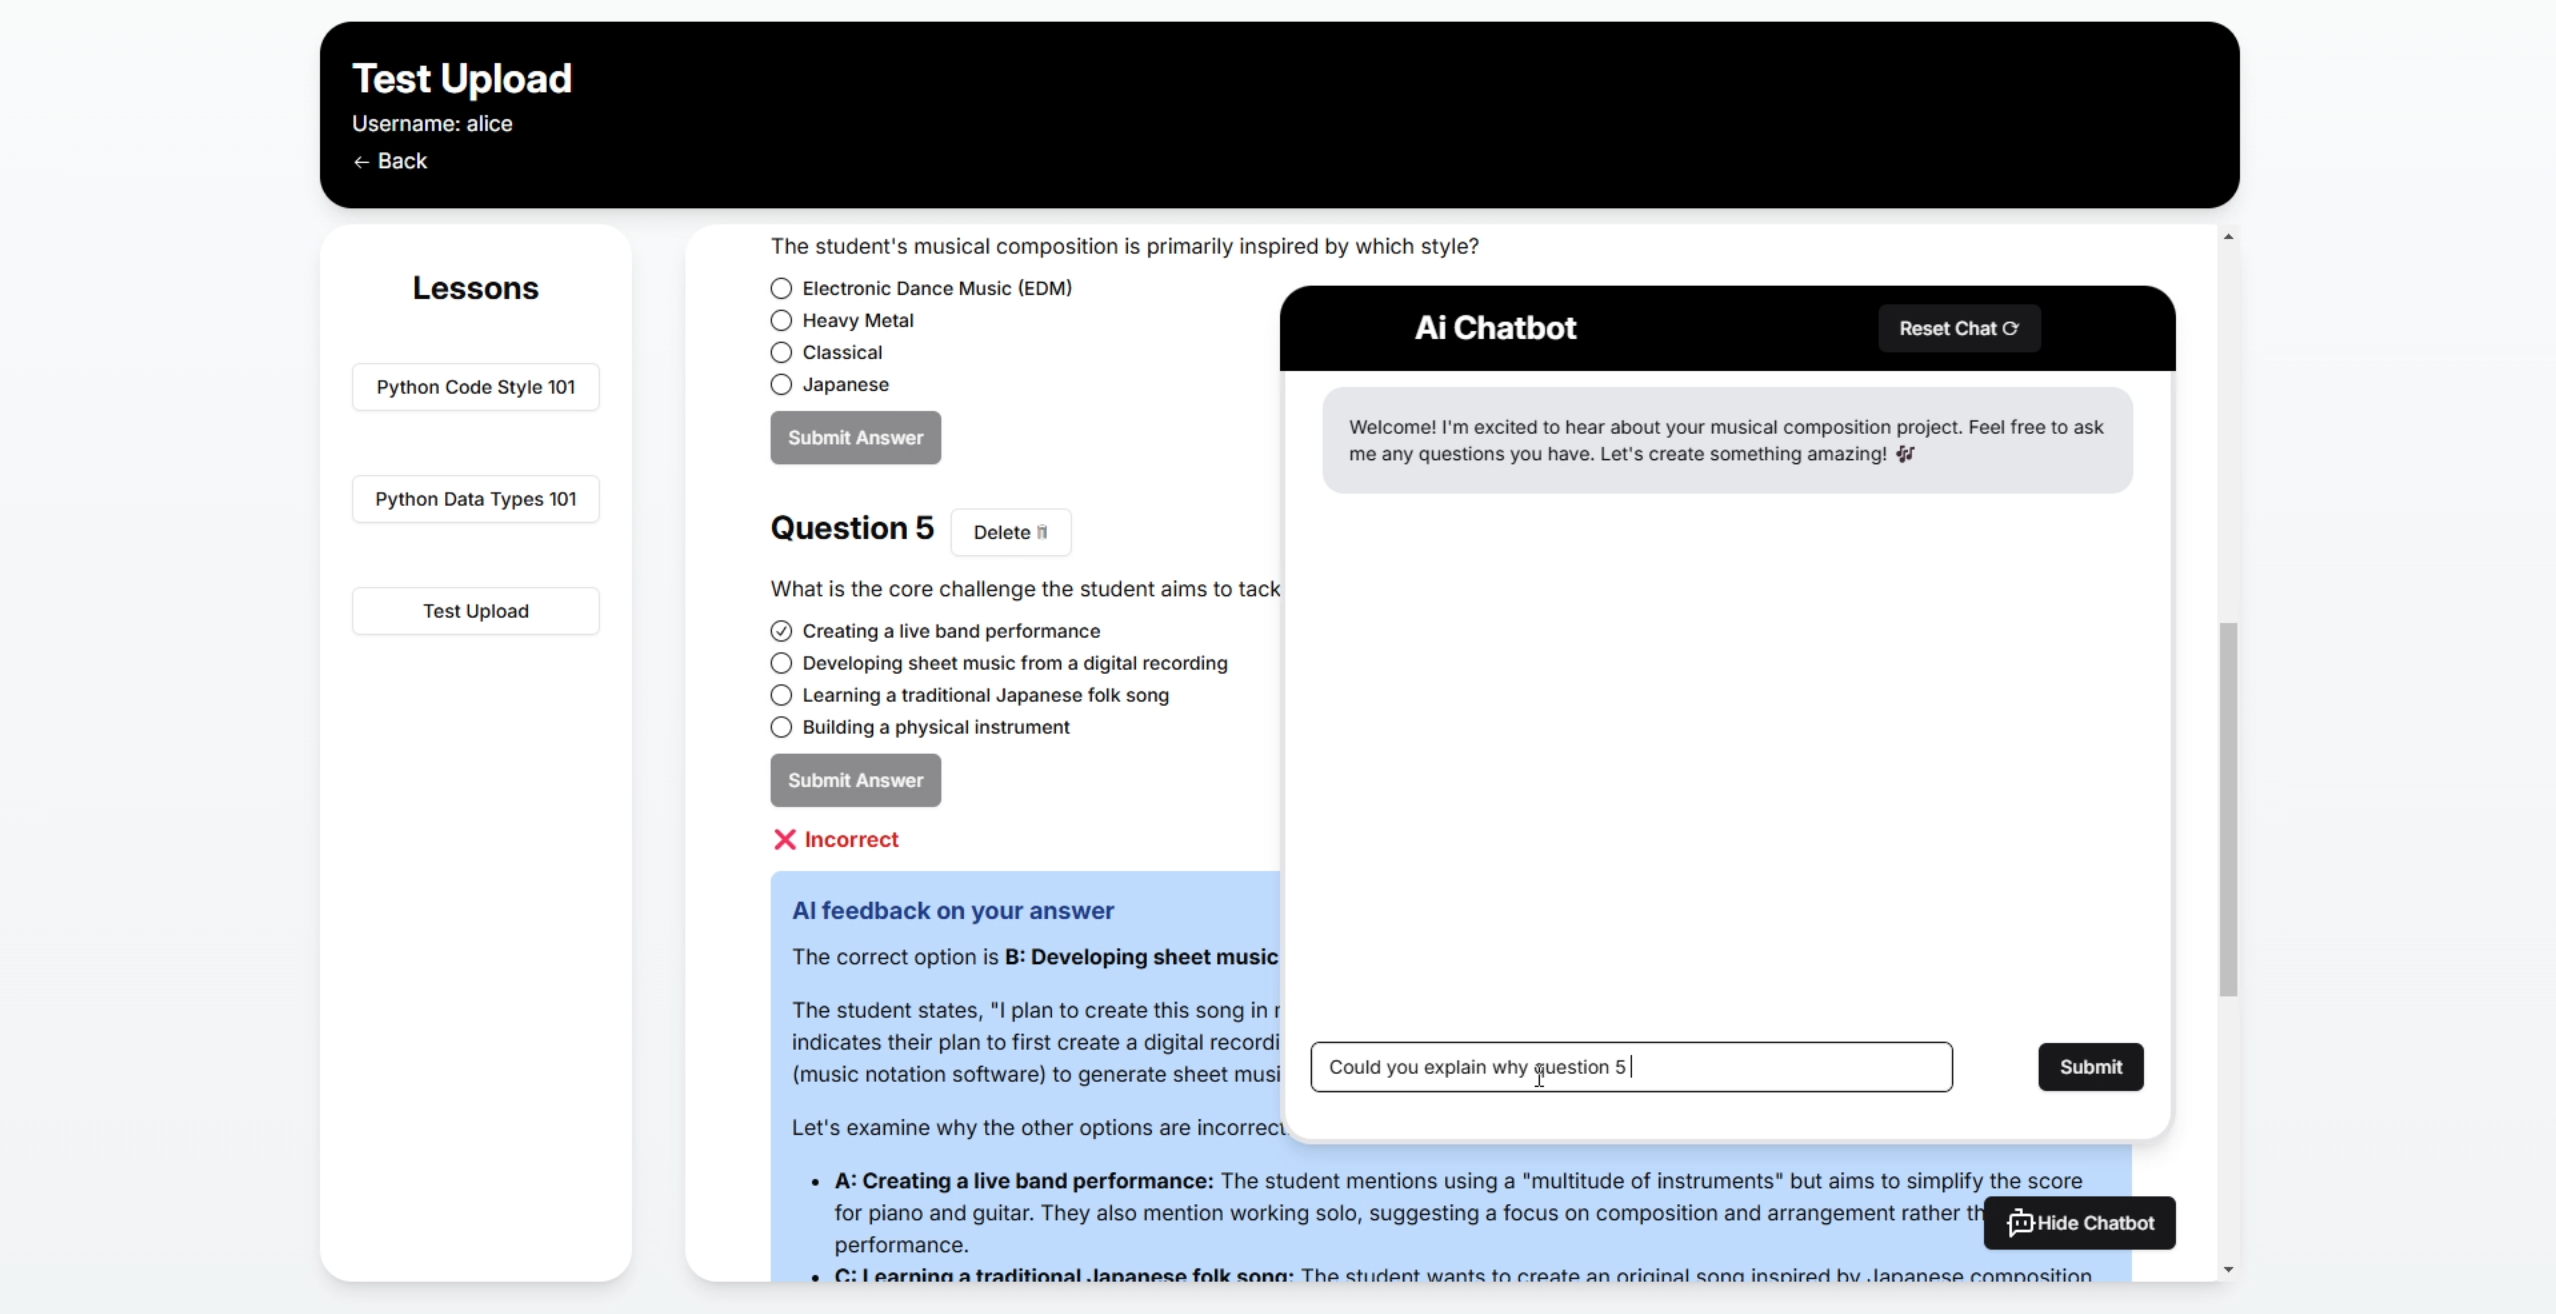 Test Upload
Username: alice
← Back
Lessons
Python Code Style 101
Python Data Types 101
Test Upload
The student's musical composition is primarily inspired by which style?
Electronic Dance Music (EDM)
Heavy Metal
Classical
Japanese
Submit Answer
Question 5
Delete
What is the core challenge the student aims to tack
Creating a live band performance
Developing sheet music from a digital recording
Learning a traditional Japanese folk song
Building a physical instrument
Submit Answer
❌ Incorrect
AI feedback on your answer
The correct option is B: Developing sheet music
The student states, "I plan to create this song in
indicates their plan to first create a digital recordi
(music notation software) to generate sheet musi
Let's examine why the other options are incorrect
• A: Creating a live band performance: The student mentions using a "multitude of instruments" but aims to simplify the score
for piano and guitar. They also mention working solo, suggesting a focus on composition and arrangement rather th
performance.
• C: Learning a traditional Japanese folk song: The student wants to create an original song inspired by Japanese composition
Ai Chatbot
Reset Chat
Welcome! I'm excited to hear about your musical composition project. Feel free to ask
me any questions you have. Let's create something amazing! 🎶
Could you explain why question 5
Submit
Hide Chatbot